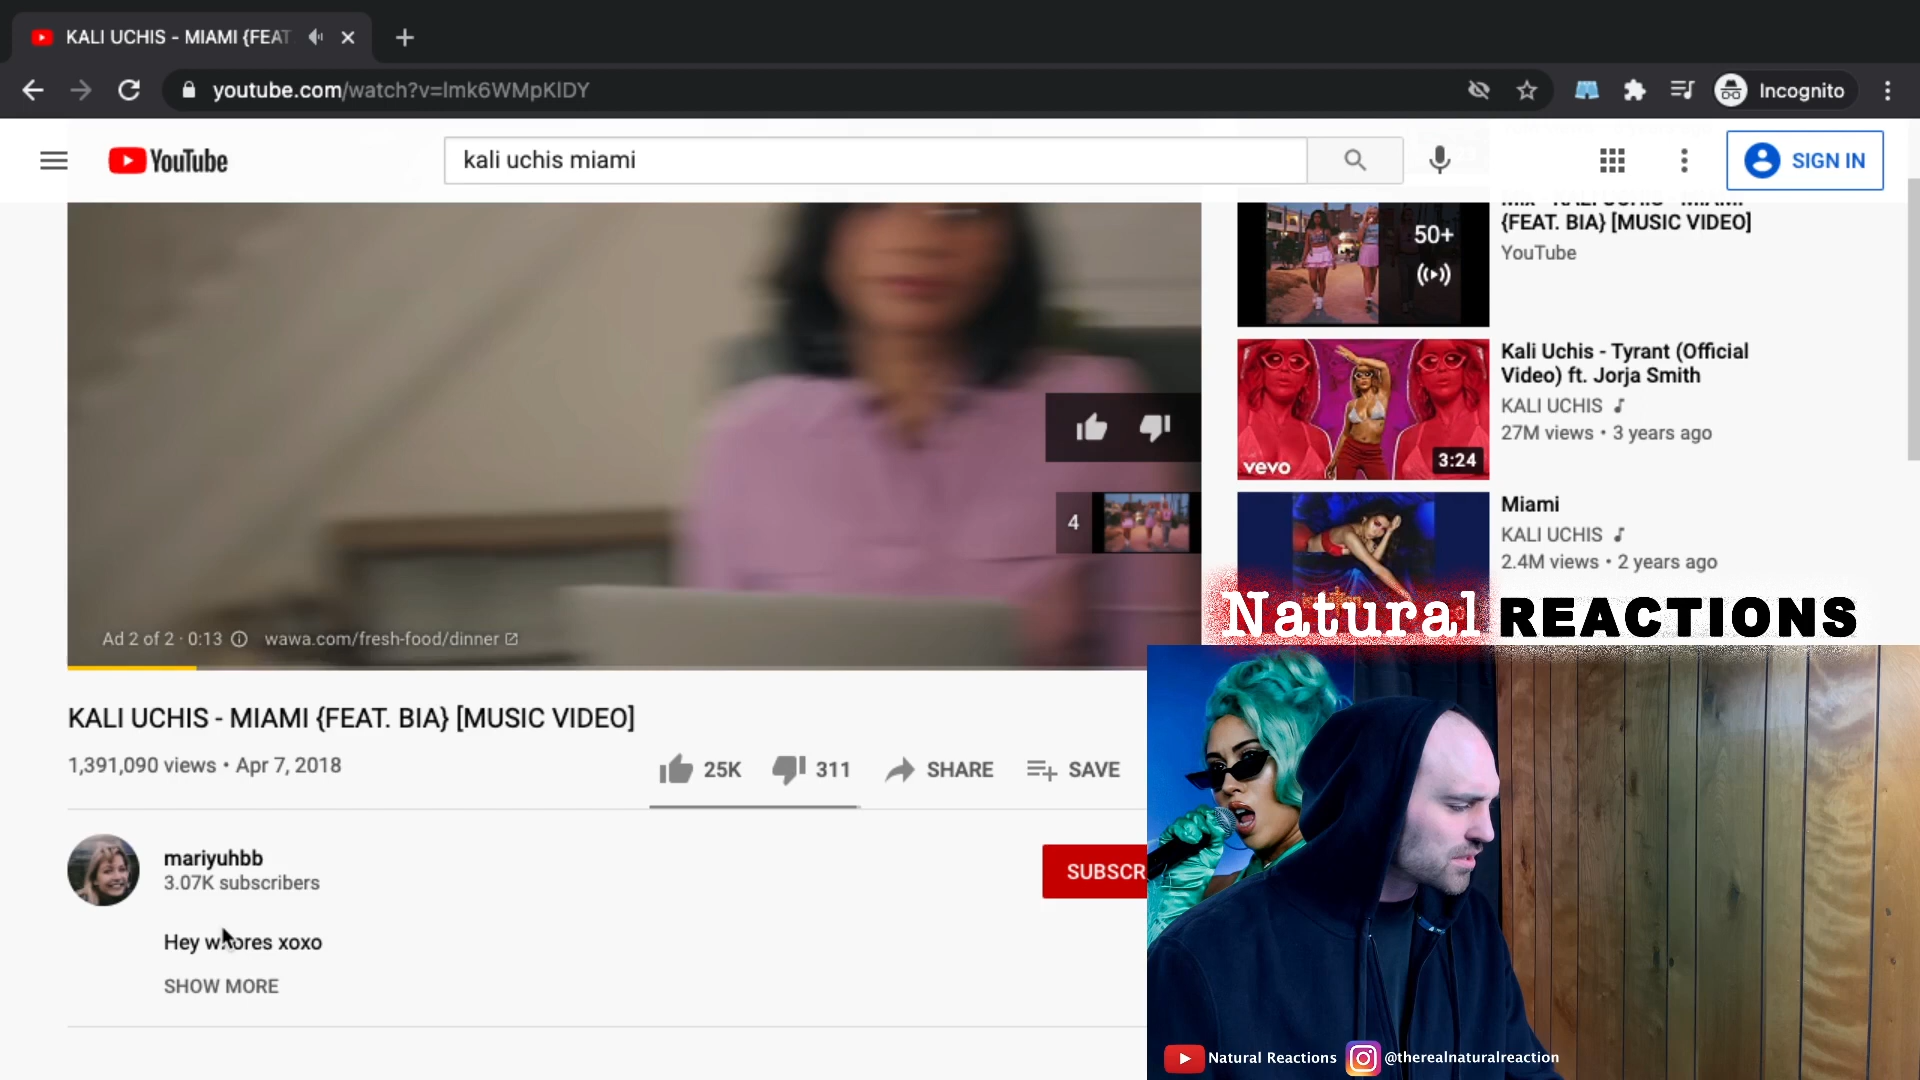 KALI UCHIS - MIAMI {FEAT
youtube.com/watch?v=lmk6WMpKlDY
Incognito
YouTube
kali uchis miami
SIGN IN
{FEAT. BIA} [MUSIC VIDEO]
YouTube
50+
Kali Uchis - Tyrant (Official
Video) ft. Jorja Smith
KALI UCHIS
27M views • 3 years ago
vevo
3:24
Miami
KALI UCHIS
2.4M views • 2 years ago
4
Ad 2 of 2 · 0:13
wawa.com/fresh-food/dinner
Natural REACTIONS
KALI UCHIS - MIAMI {FEAT. BIA} [MUSIC VIDEO]
1,391,090 views • Apr 7, 2018
25K
311
SHARE
SAVE
mariyuhbb
3.07K subscribers
SUBSCR
Hey whores xoxo
SHOW MORE
Natural Reactions
@therealnaturalreaction